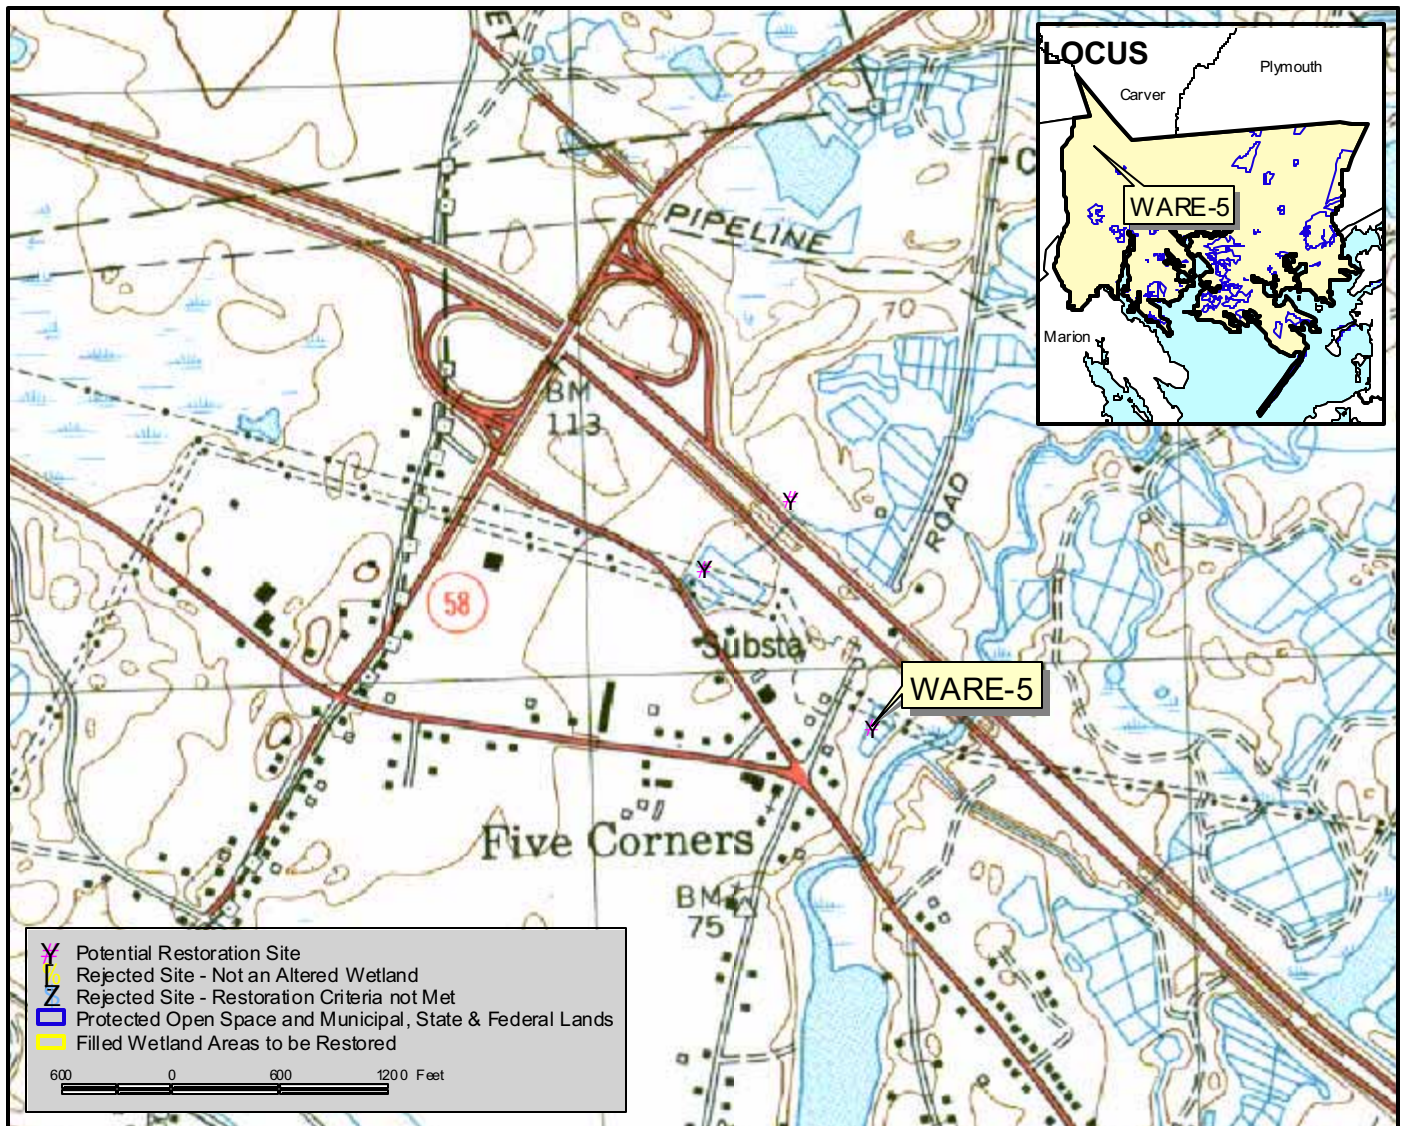 LOCUS
Plymouth
Carver
WARE-5
Marion
PIPELINE
70
BM
113
ROAD
58
Substa
WARE-5
Five Corners
BM
75
Y Potential Restoration Site
Rejected Site - Not an Altered Wetland
Z Rejected Site - Restoration Criteria not Met
Protected Open Space and Municipal, State & Federal Lands
Filled Wetland Areas to be Restored
600 0 600 1200 Feet